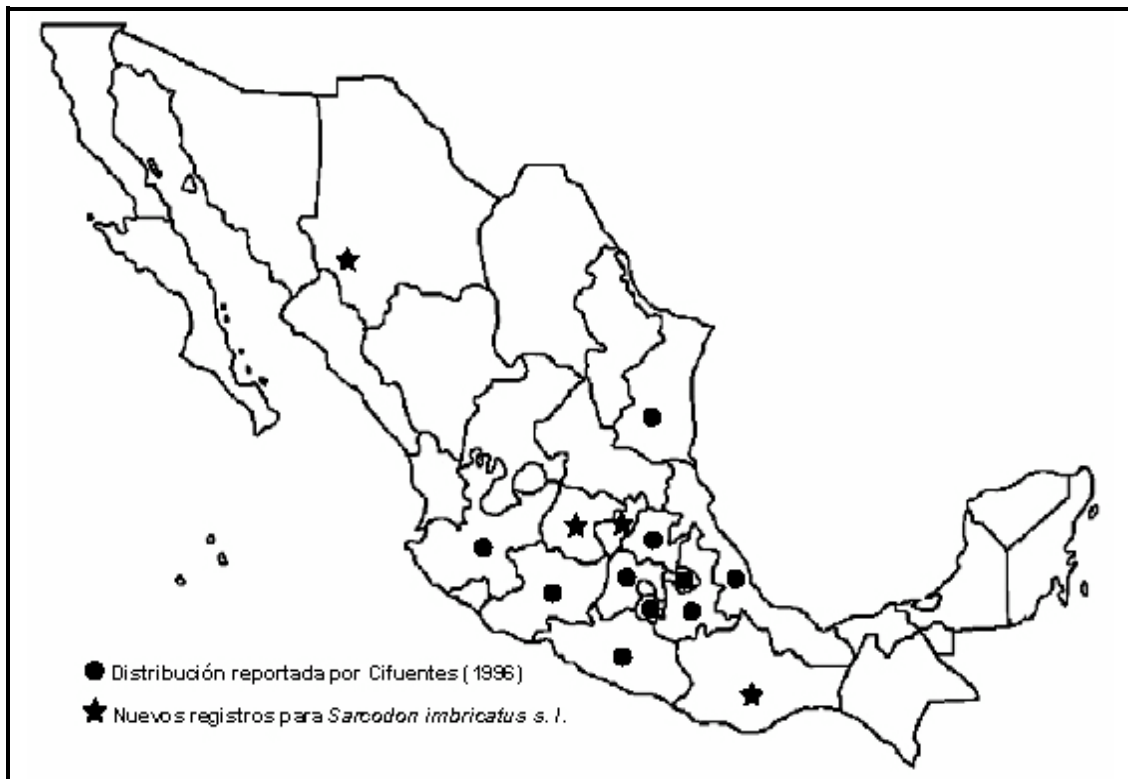 Distribución reportada por Cifuentes (1996)
Nuevos registros para Sarcodon imbricatus s. l.